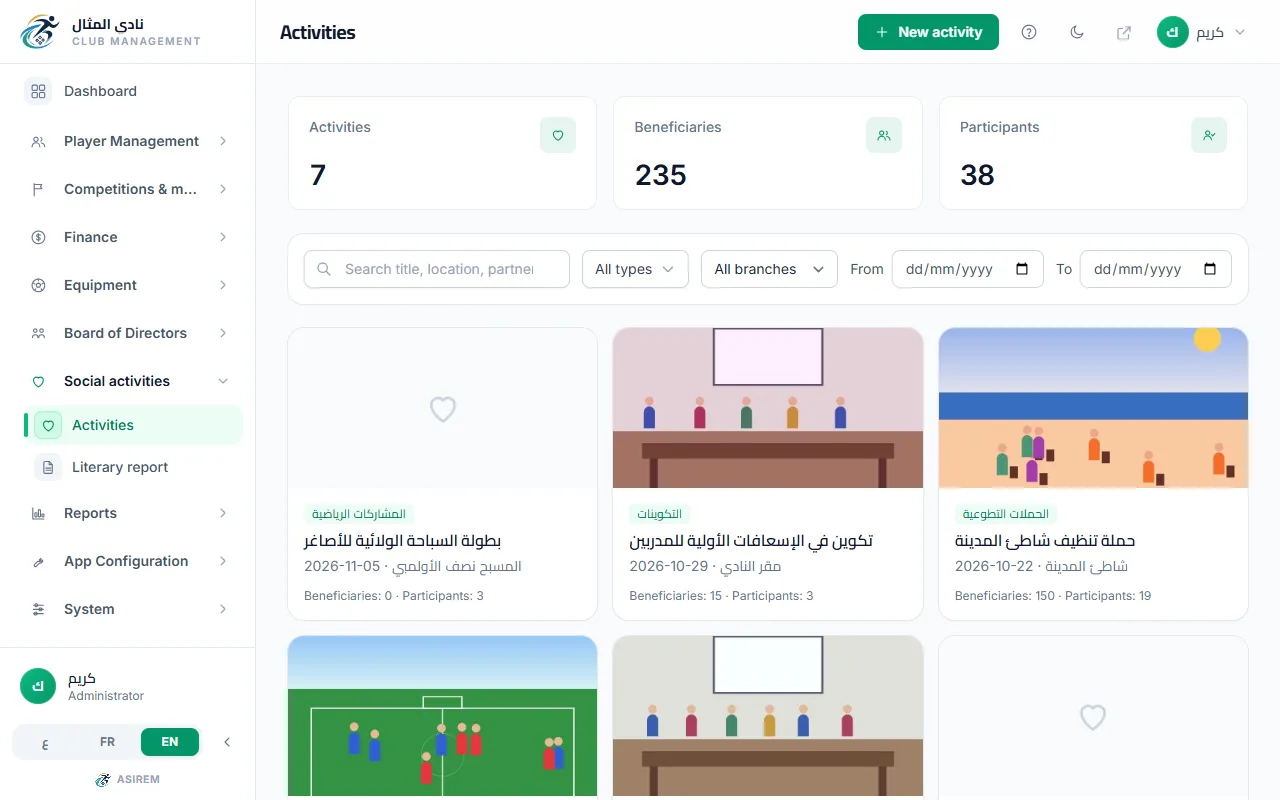 نادي المثال
CLUB MANAGEMENT
Dashboard
Player Management
Competitions & m...
Finance
Equipment
Board of Directors
Social activities
Activities
Literary report
Reports
App Configuration
System
ك
كريم
Administrator
ع FR EN
ASIREM
Activities
+ New activity
ك كريم
Activities
7
Beneficiaries
235
Participants
38
Search title, location, partner
All types
All branches
From dd/mm/yyyy
To dd/mm/yyyy
المشاركات الرياضية
بطولة السباحة الولائية للأصاغر
المسبح نصف الأولمبي · 2026-11-05
Beneficiaries: 0 · Participants: 3
التكوينات
تكوين في الإسعافات الأولية للمدربين
مقر النادي · 2026-10-29
Beneficiaries: 15 · Participants: 3
الحملات التطوعية
حملة تنظيف شاطئ المدينة
شاطئ المدينة · 2026-10-22
Beneficiaries: 150 · Participants: 19